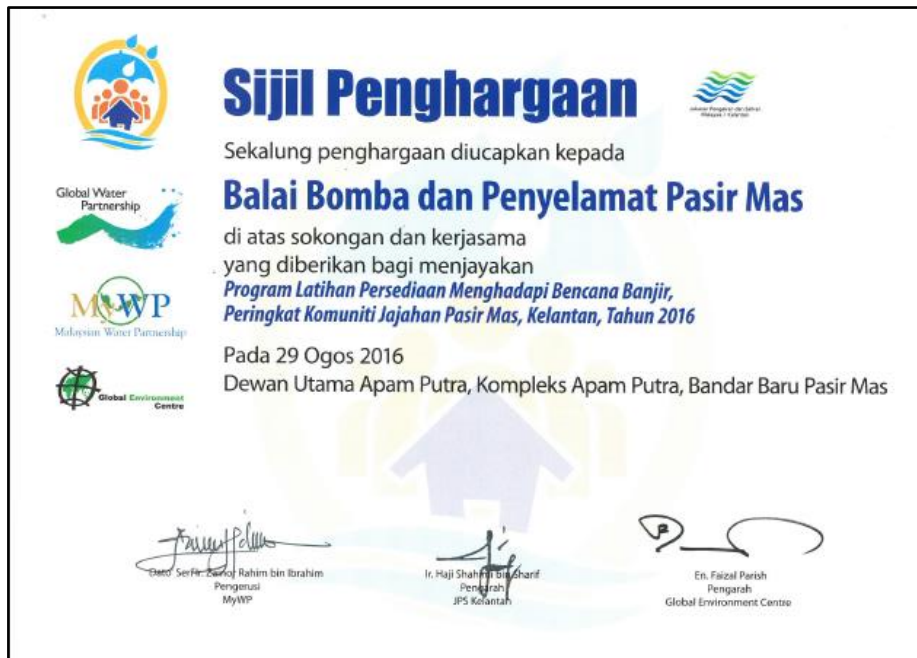 Sijil Penghargaan
Sekalung penghargaan diucapkan kepada
Balai Bomba dan Penyelamat Pasir Mas
di atas sokongan dan kerjasama
yang diberikan bagi menjayakan
Program Latihan Persediaan Menghadapi Bencana Banjir,
Peringkat Komuniti Jajahan Pasir Mas, Kelantan, Tahun 2016
Pada 29 Ogos 2016
Dewan Utama Apam Putra, Kompleks Apam Putra, Bandar Baru Pasir Mas
Global Water
Partnership
MyWP
Malaysian Water Partnership
Global Environment
Centre
Rahim bin Ibrahim
Pengerusi
MyWP
Ir. Haji Shahrul bin Sharif
Pengarah
JPS Kelantan
En. Faizal Parish
Pengarah
Global Environment Centre